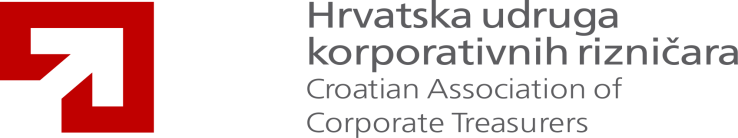 Hrvatska udruga
korporativnih rizničara
Croatian Association of
Corporate Treasurers